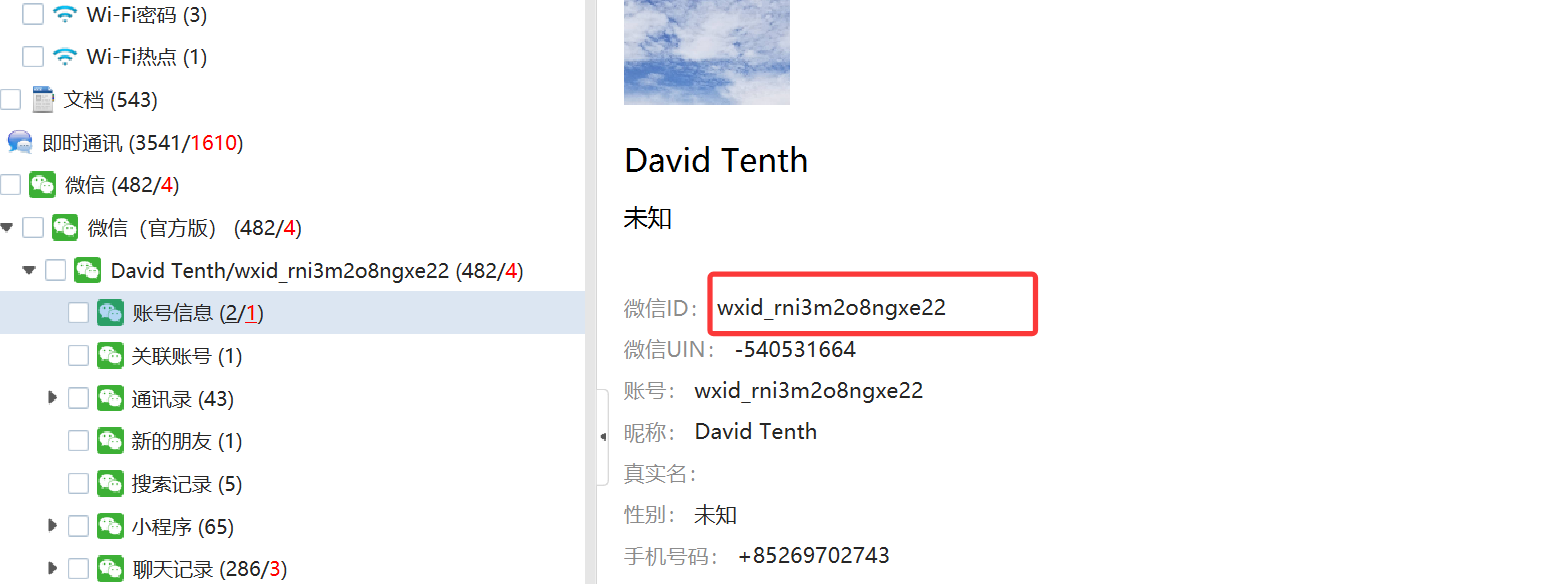 Wi-Fi密码 (3)
Wi-Fi热点 (1)
文档 (543)
即时通讯 (3541/1610)
微信 (482/4)
微信（官方版） (482/4)
David Tenth/wxid_rni3m2o8ngxe22 (482/4)
账号信息 (2/1)
关联账号 (1)
通讯录 (43)
新的朋友 (1)
搜索记录 (5)
小程序 (65)
聊天记录 (286/3)
David Tenth
未知
微信ID： wxid_rni3m2o8ngxe22
微信UIN： -540531664
账号： wxid_rni3m2o8ngxe22
昵称： David Tenth
真实名：
性别： 未知
手机号码： +85269702743